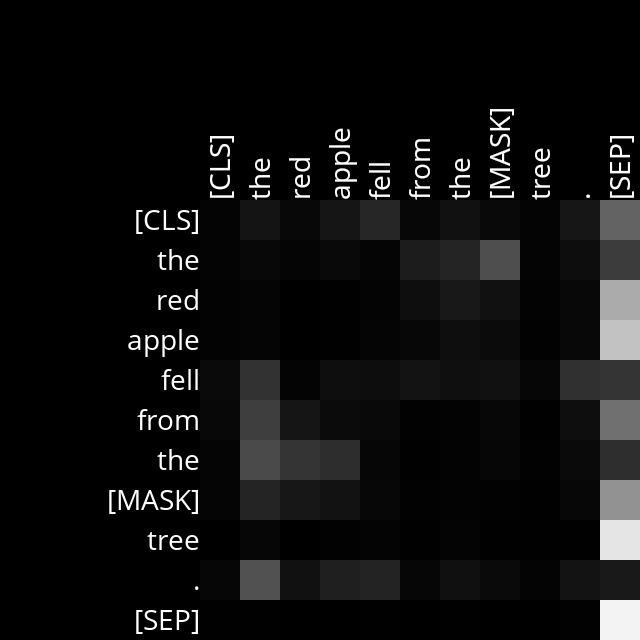 [CLS] the red apple fell from the [MASK] tree . [SEP]
[CLS]
the
red
apple
fell
from
the
[MASK]
tree
.
[SEP]